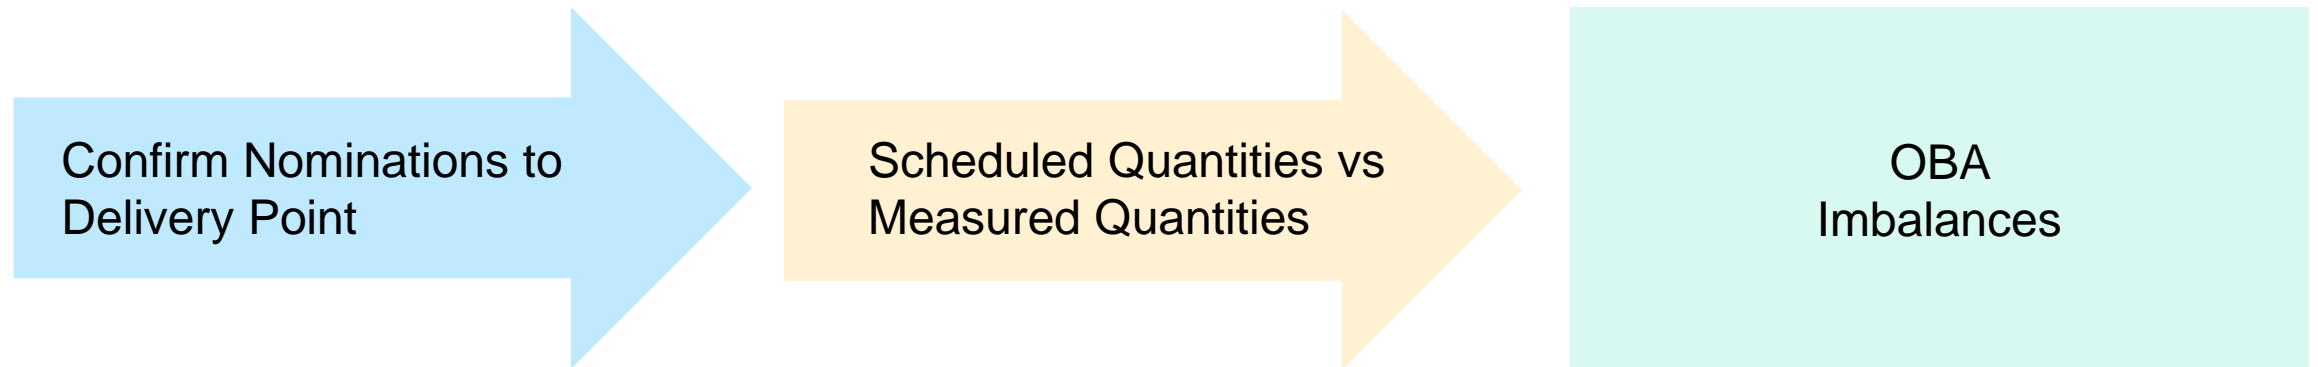 Confirm Nominations to
Delivery Point
Scheduled Quantities vs
Measured Quantities
OBA
Imbalances